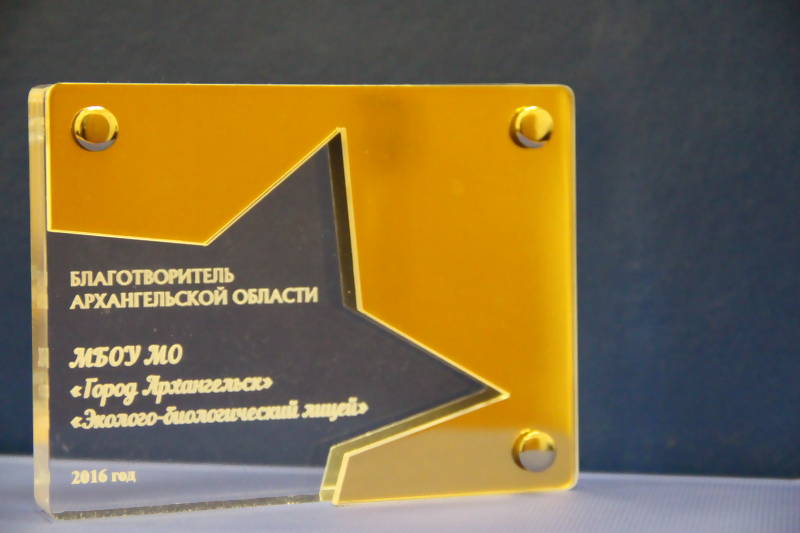 БЛАГОТВОРИТЕЛЬ
АРХАНГЕЛЬСКОЙ ОБЛАСТИ
МБОУ МО
«Город Архангельск»
«Эколого-биологический лицей»
2016 год